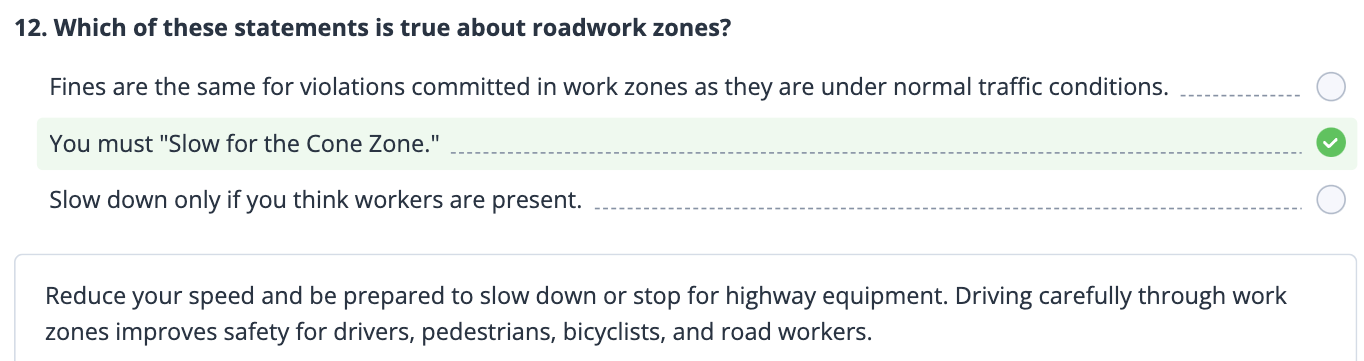 12. Which of these statements is true about roadwork zones?
Fines are the same for violations committed in work zones as they are under normal traffic conditions.
You must "Slow for the Cone Zone."
Slow down only if you think workers are present.
Reduce your speed and be prepared to slow down or stop for highway equipment. Driving carefully through work
zones improves safety for drivers, pedestrians, bicyclists, and road workers.